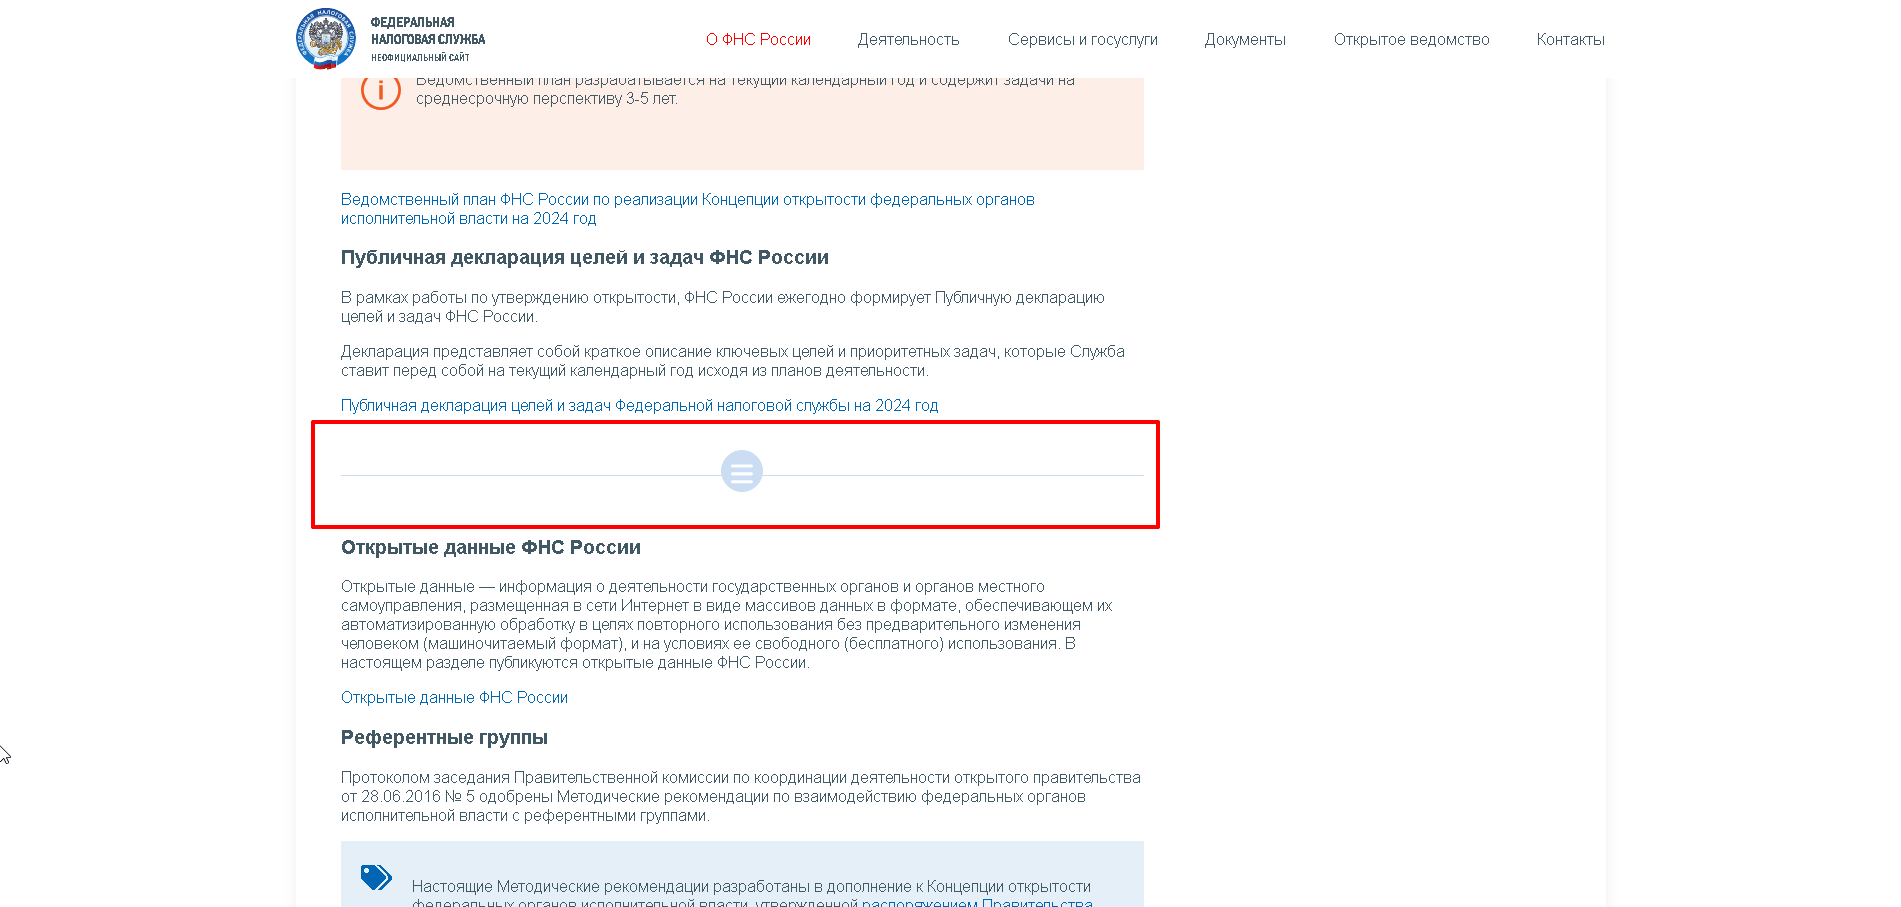 ФЕДЕРАЛЬНАЯ
НАЛОГОВАЯ СЛУЖБА
НЕОФИЦИАЛЬНЫЙ САЙТ
О ФНС России
Деятельность
Сервисы и госуслуги
Документы
Открытое ведомство
Контакты
Ведомственный план разрабатывается на текущий календарный год и содержит задачи на
среднесрочную перспективу 3-5 лет.
Ведомственный план ФНС России по реализации Концепции открытости федеральных органов
исполнительной власти на 2024 год
Публичная декларация целей и задач ФНС России
В рамках работы по утверждению открытости, ФНС России ежегодно формирует Публичную декларацию
целей и задач ФНС России.
Декларация представляет собой краткое описание ключевых целей и приоритетных задач, которые Служба
ставит перед собой на текущий календарный год исходя из планов деятельности.
Публичная декларация целей и задач Федеральной налоговой службы на 2024 год
Открытые данные ФНС России
Открытые данные — информация о деятельности государственных органов и органов местного
самоуправления, размещенная в сети Интернет в виде массивов данных в формате, обеспечивающем их
автоматизированную обработку в целях повторного использования без предварительного изменения
человеком (машиночитаемый формат), и на условиях ее свободного (бесплатного) использования. В
настоящем разделе публикуются открытые данные ФНС России.
Открытые данные ФНС России
Референтные группы
Протоколом заседания Правительственной комиссии по координации деятельности открытого правительства
от 28.06.2016 № 5 одобрены Методические рекомендации по взаимодействию федеральных органов
исполнительной власти с референтными группами.
Настоящие Методические рекомендации разработаны в дополнение к Концепции открытости
федеральных органов исполнительной власти, утвержденной распоряжением Правительства